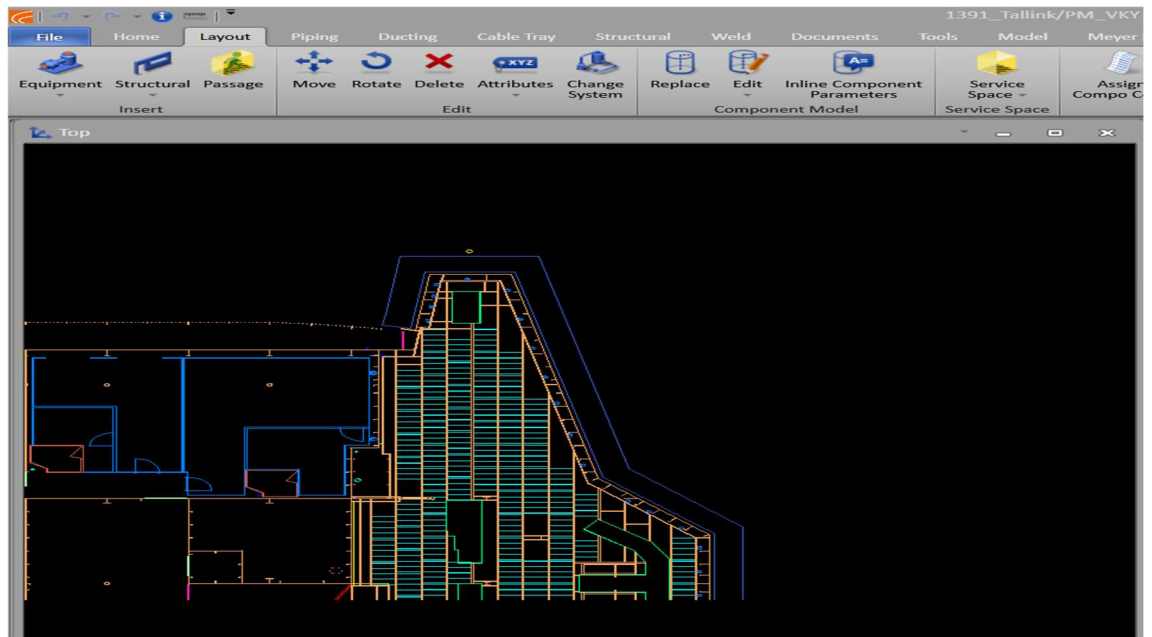 1391_Tallink/PM_VKY
File Home Layout Piping Ducting Cable Tray Structural Weld Documents Tools Model Meyer
Equipment Structural Passage Move Rotate Delete Attributes Change System Replace Edit Inline Component Parameters Service Space Assign Compo C
XYZ
A=
Insert Edit Component Model Service Space
Top